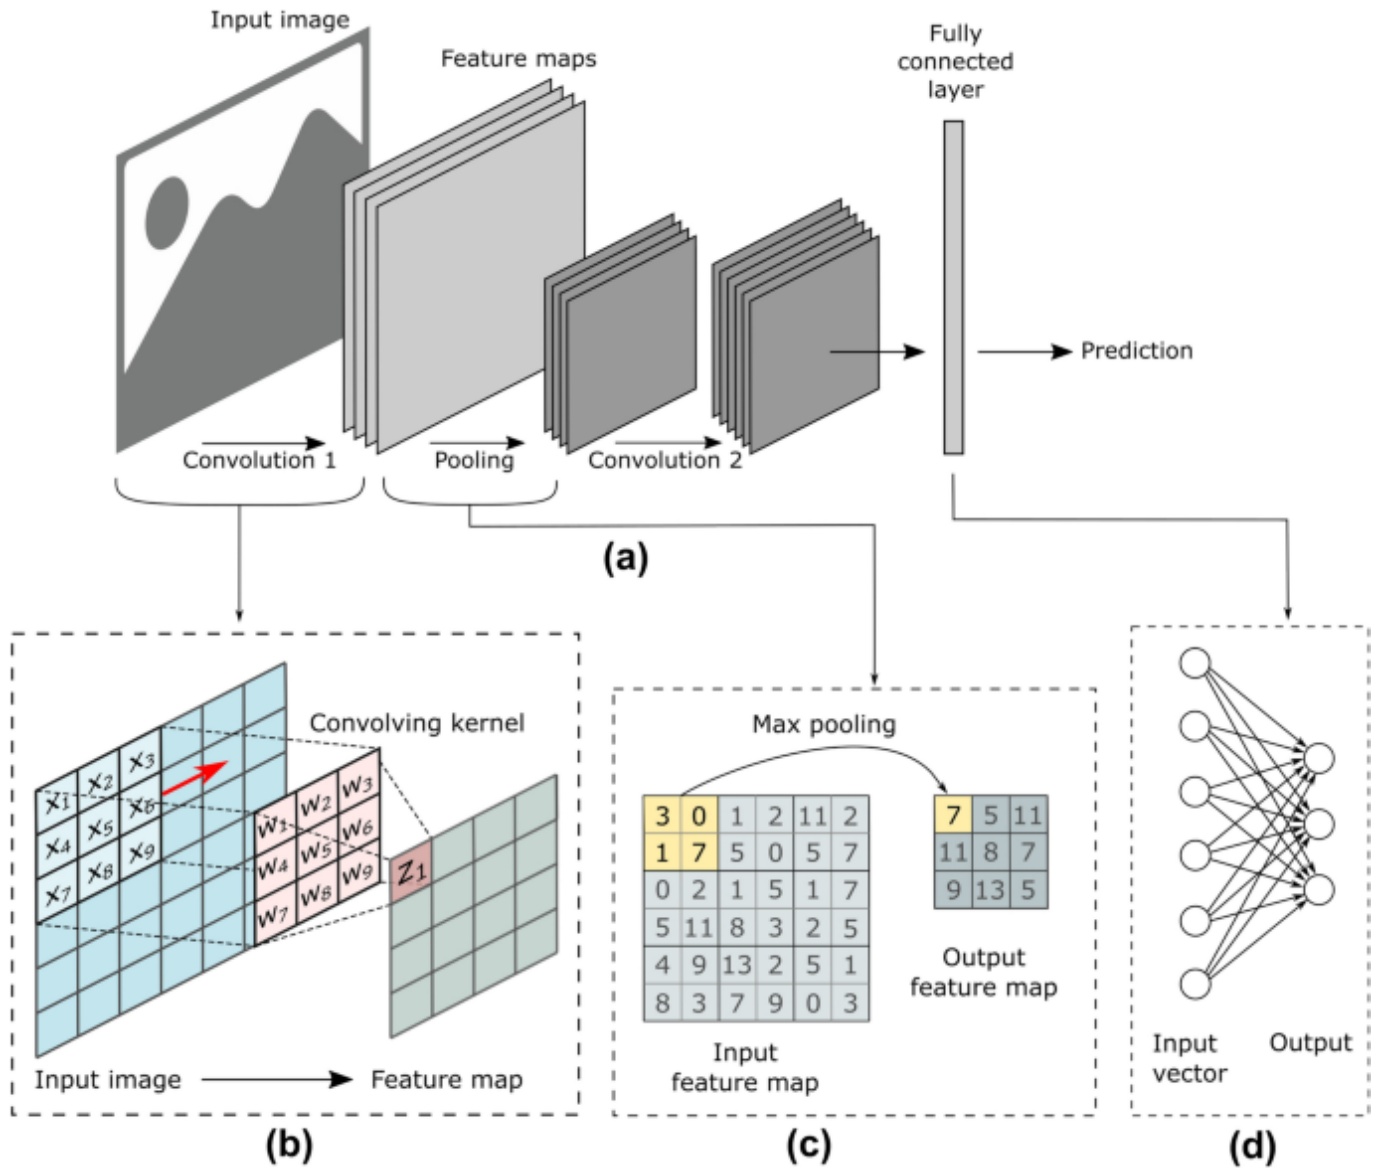 Input image
Feature maps
Fully
connected
layer
Prediction
Convolution 1
Pooling
Convolution 2
(a)
Convolving kernel
x1 x2 x3
x4 x5 x6
x7 x8 x9
w1 w2 w3
w4 w5 w6
w7 w8 w9
z1
Input image
Feature map
(b)
Max pooling
3 0 1 2 11 2
1 7 5 0 5 7
0 2 1 5 1 7
5 11 8 3 2 5
4 9 13 2 5 1
8 3 7 9 0 3
7 5 11
11 8 7
9 13 5
Input
feature map
Output
feature map
(c)
Input
vector
Output
(d)